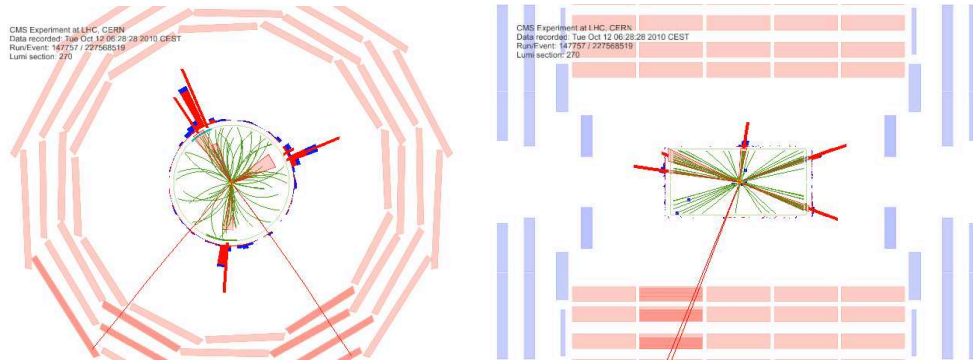 CMS Experiment at LHC, CERN
Data recorded: Tue Oct 12 06:28:28 2010 CEST
Run/Event: 147757 / 227568519
Lumi section: 270
CMS Experiment at LHC, CERN
Data recorded: Tue Oct 12 06:28:28 2010 CEST
Run/Event: 147757 / 227568519
Lumi section: 270